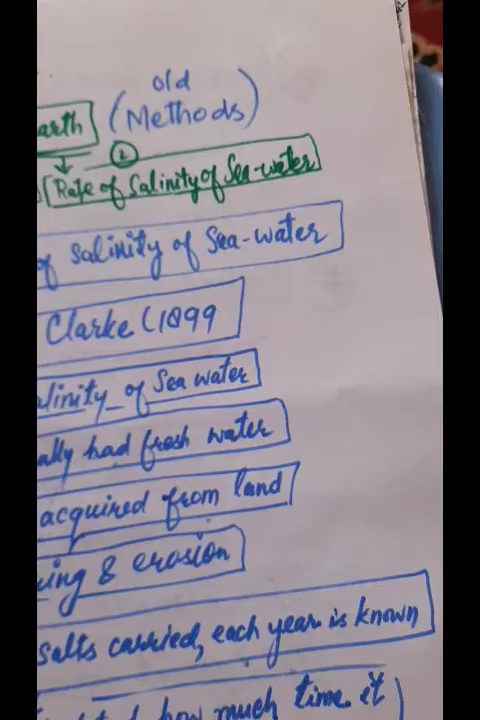 old
arth (Methods)
2
Rate of Salinity of Sea-water
of Salinity of Sea-water
Clarke (1899
alinity of Sea water
ally had fresh water
acquired from land
ing & erosion
salts carried, each year is known
how much time it